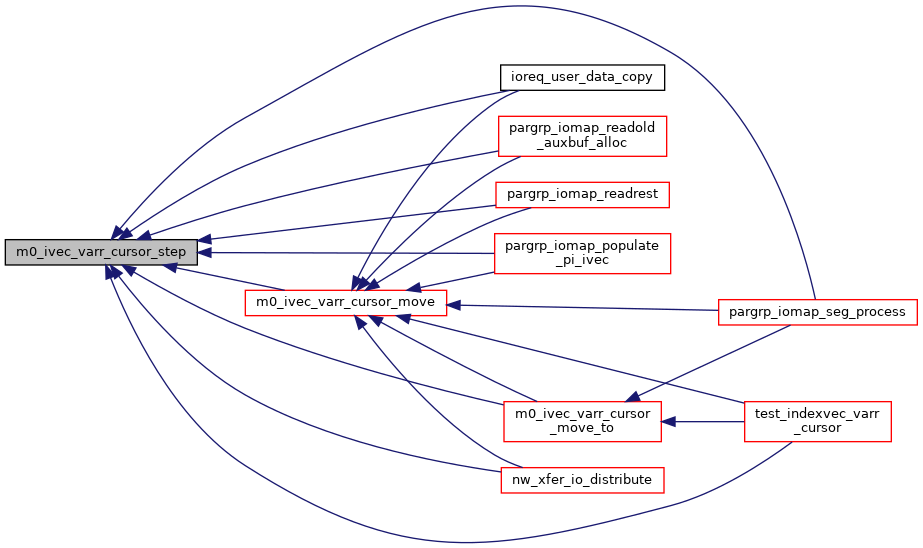 ioreq_user_data_copy
pargrp_iomap_readold
_auxbuf_alloc
pargrp_iomap_readrest
pargrp_iomap_populate
_pi_ivec
m0_ivec_varr_cursor_step
m0_ivec_varr_cursor_move
pargrp_iomap_seg_process
m0_ivec_varr_cursor
_move_to
test_indexvec_varr
_cursor
nw_xfer_io_distribute